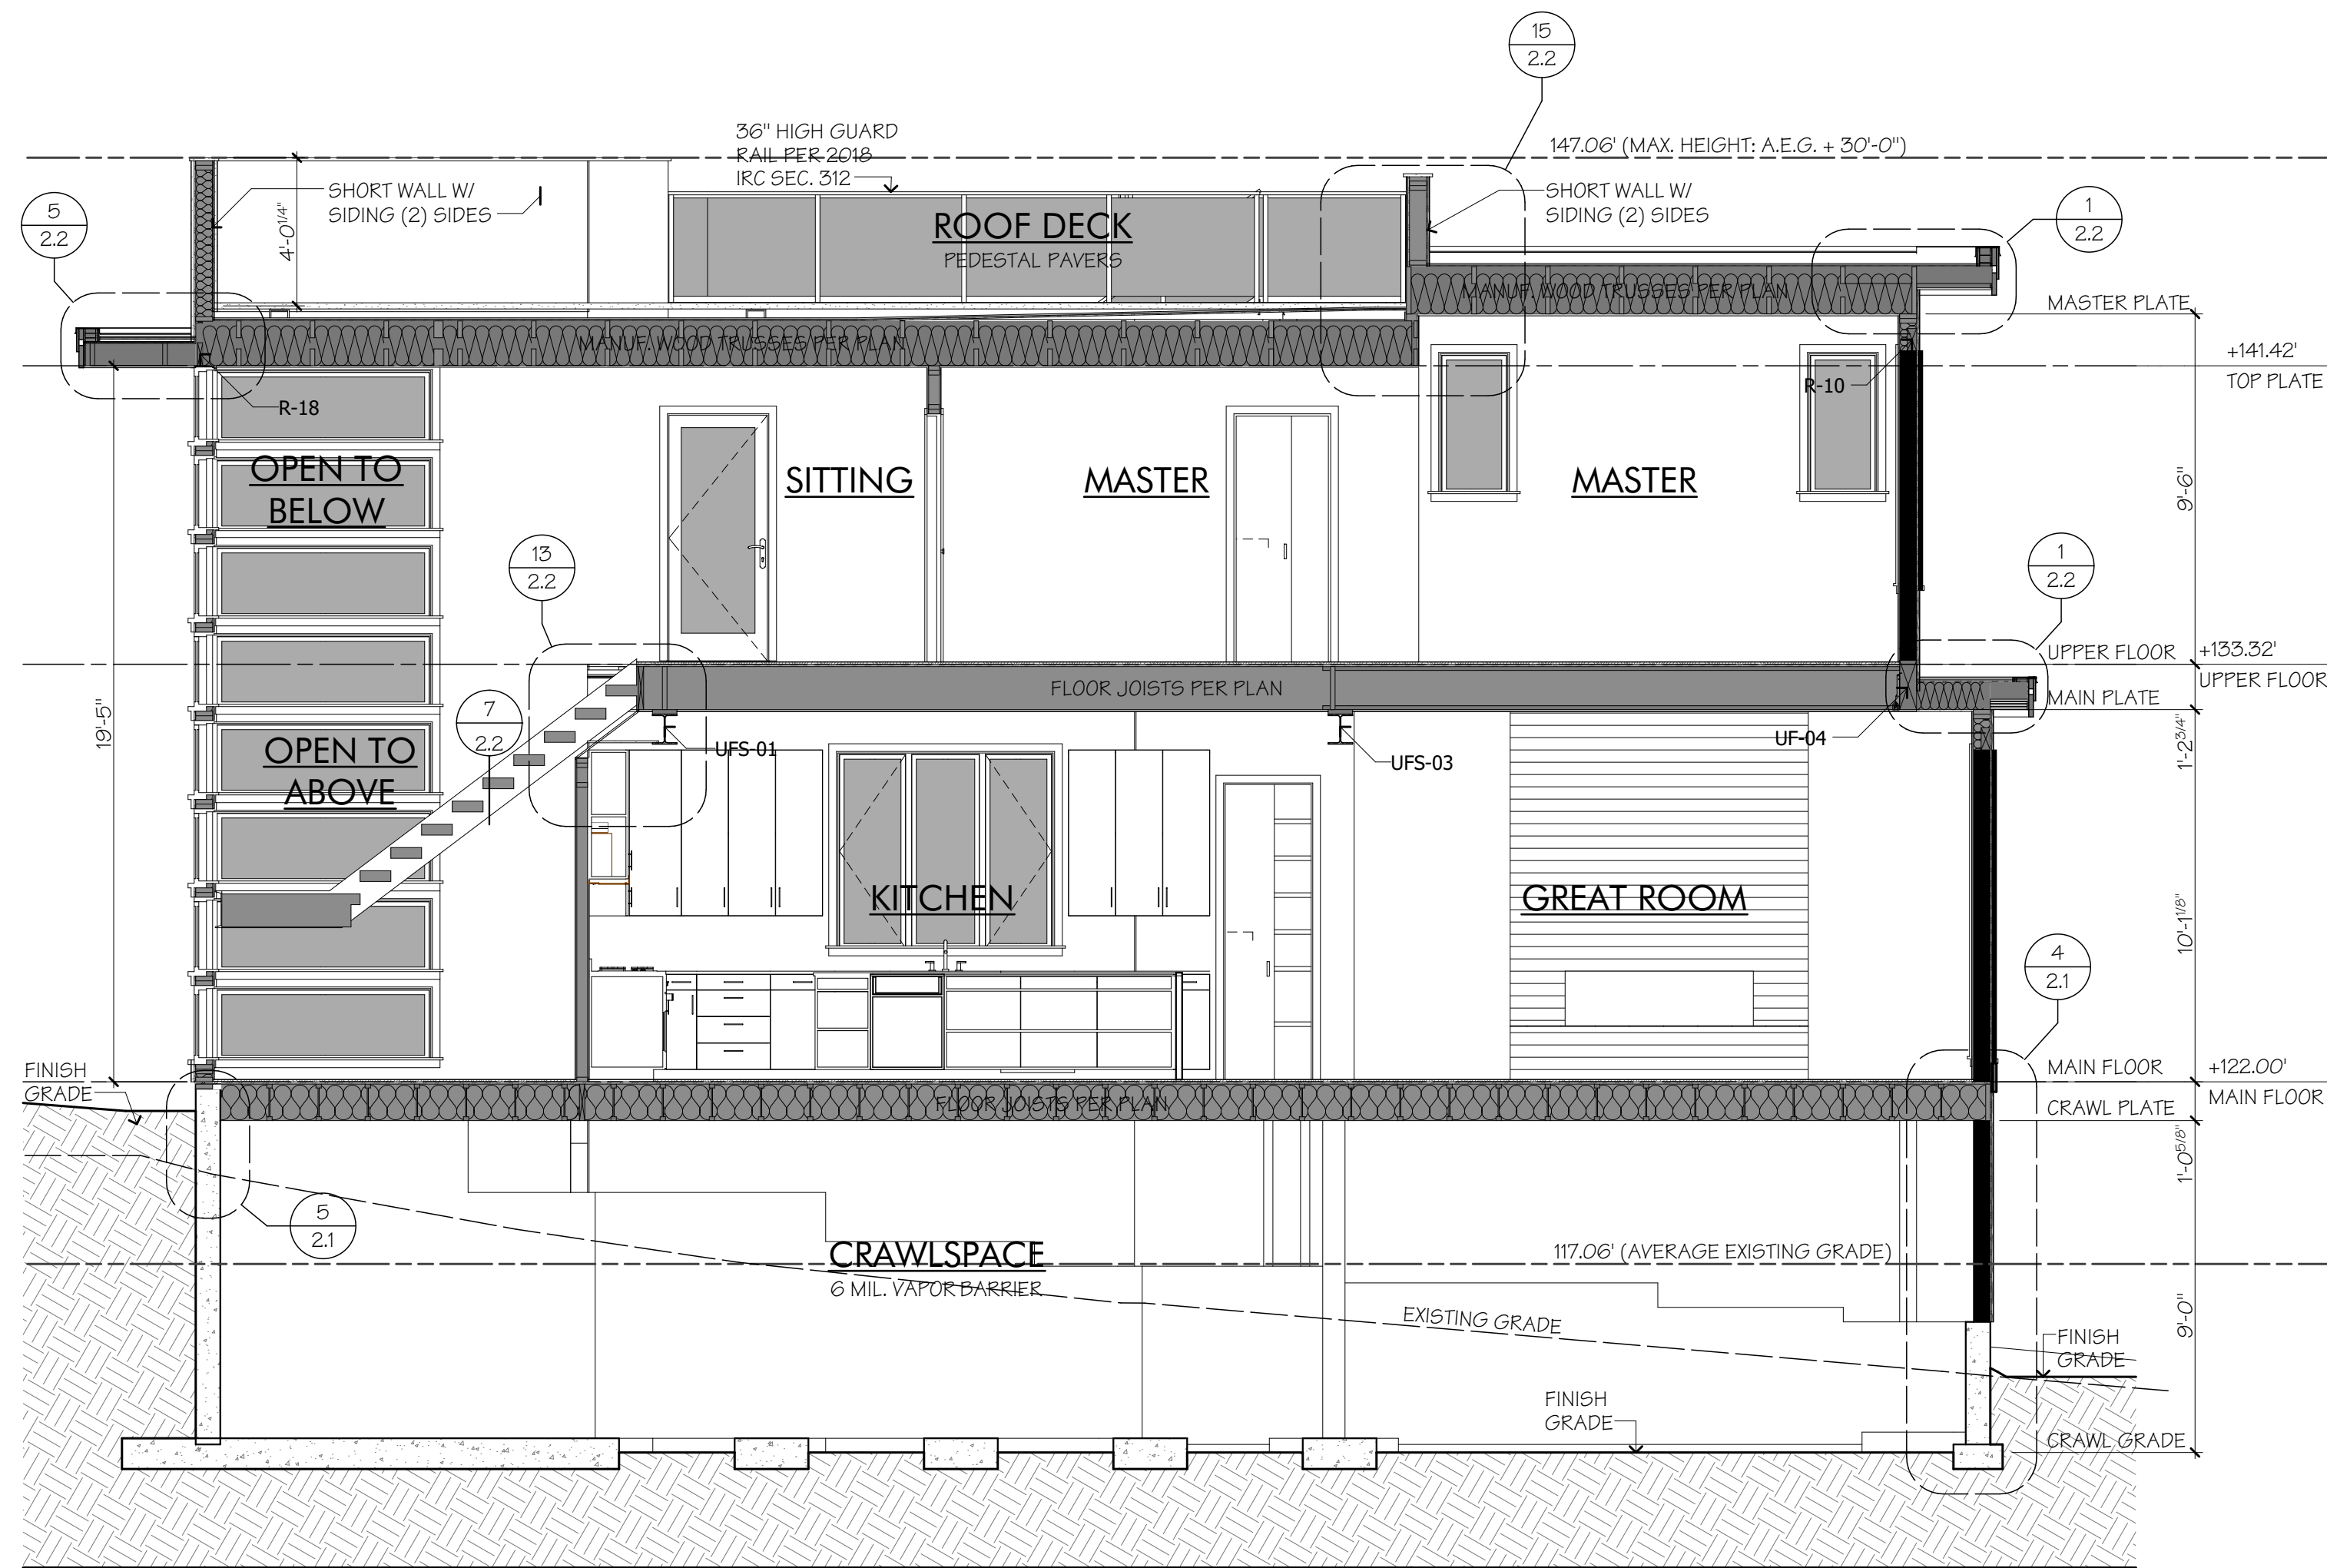 15
2.2
36" HIGH GUARD
RAIL PER 2018
IRC SEC. 312
147.06' (MAX. HEIGHT: A.E.G. + 30'-0")
SHORT WALL W/
SIDING (2) SIDES
SHORT WALL W/
SIDING (2) SIDES
5
2.2
1
2.2
4'-0 1/4"
ROOF DECK
PEDESTAL PAVERS
MANUF. WOOD TRUSSES PER PLAN
MASTER PLATE
MANUF. WOOD TRUSSES PER PLAN
+141.42'
TOP PLATE
R-18
R-10
OPEN TO
BELOW
SITTING
MASTER
MASTER
9'-6"
13
2.2
1
2.2
UPPER FLOOR
+133.32'
UPPER FLOOR
FLOOR JOISTS PER PLAN
MAIN PLATE
19'-5"
7
2.2
UFS-01
UFS-03
UF-04
1'-2 3/4"
OPEN TO
ABOVE
KITCHEN
GREAT ROOM
10'-1 1/8"
4
2.1
FINISH
GRADE
MAIN FLOOR
+122.00'
MAIN FLOOR
FLOOR JOISTS PER PLAN
CRAWL PLATE
1'-0 5/8"
5
2.1
CRAWLSPACE
6 MIL. VAPOR BARRIER
117.06' (AVERAGE EXISTING GRADE)
EXISTING GRADE
9'-0"
FINISH
GRADE
FINISH
GRADE
CRAWL GRADE